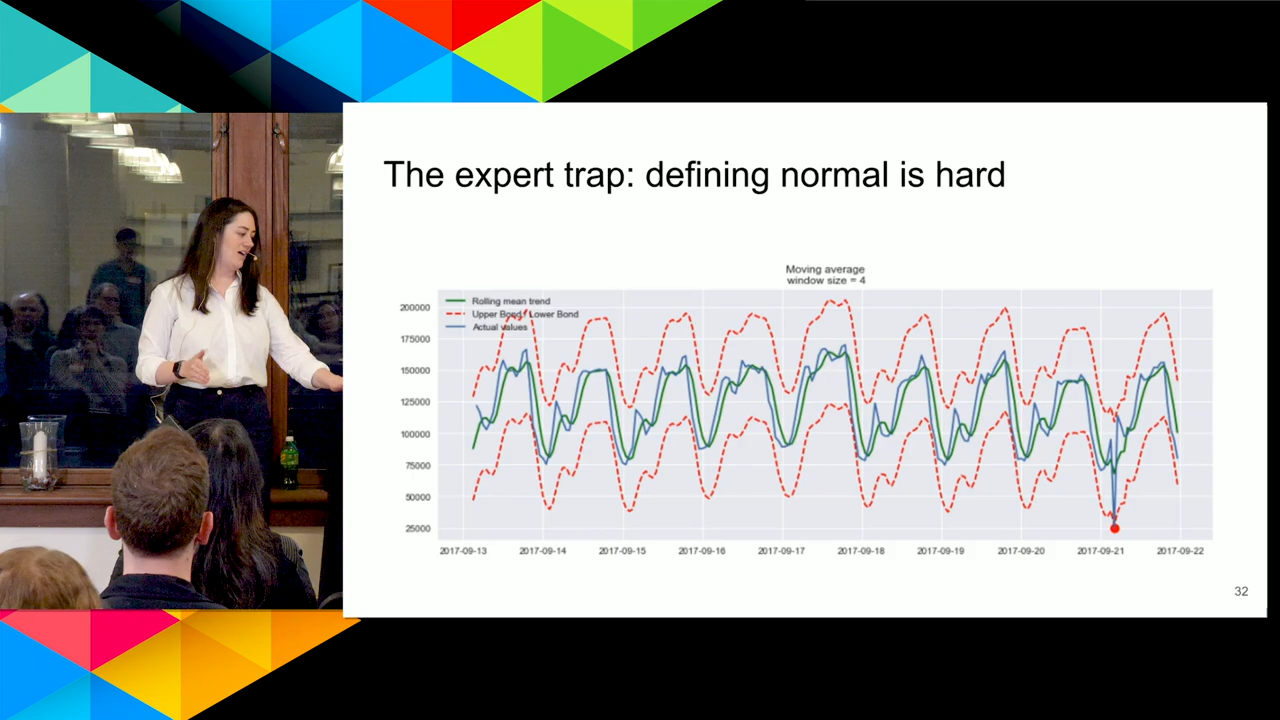 The expert trap: defining normal is hard
Moving average
window size = 4
Rolling mean trend
Upper Bond / Lower Bond
Actual values
200000
175000
150000
125000
100000
75000
50000
25000
2017-09-13 2017-09-14 2017-09-15 2017-09-16 2017-09-17 2017-09-18 2017-09-19 2017-09-20 2017-09-21 2017-09-22
32